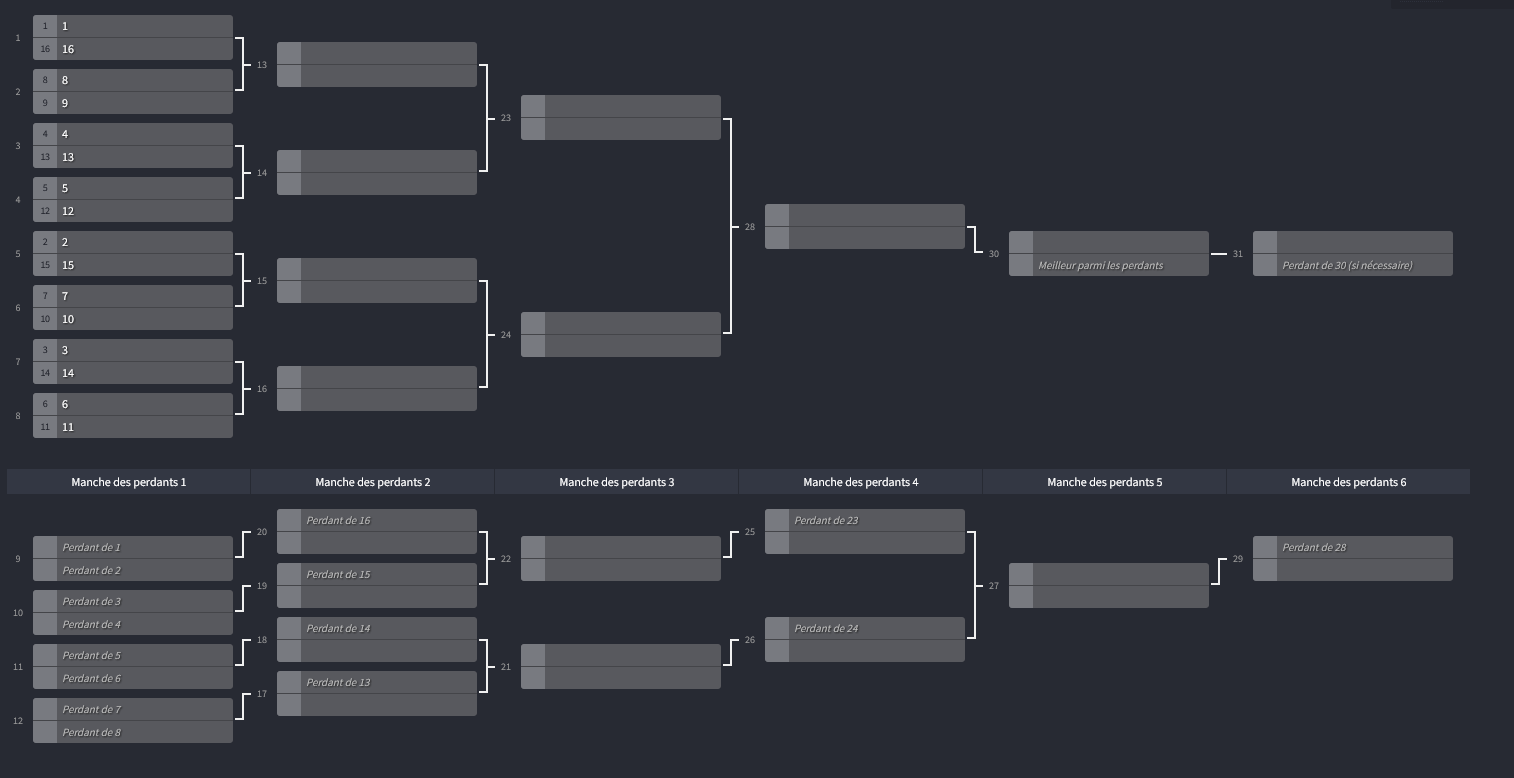 1
1 1
16 16
2
8 8
9 9
3
4 4
13 13
4
5 5
12 12
5
2 2
15 15
6
7 7
10 10
7
3 3
14 14
8
6 6
11 11
13
14
15
16
23
24
28
30
Meilleur parmi les perdants
31
Perdant de 30 (si nécessaire)
Manche des perdants 1
Manche des perdants 2
Manche des perdants 3
Manche des perdants 4
Manche des perdants 5
Manche des perdants 6
9
Perdant de 1
Perdant de 2
10
Perdant de 3
Perdant de 4
11
Perdant de 5
Perdant de 6
12
Perdant de 7
Perdant de 8
20
Perdant de 16
19
Perdant de 15
18
Perdant de 14
17
Perdant de 13
22
21
25
Perdant de 23
26
Perdant de 24
27
29
Perdant de 28